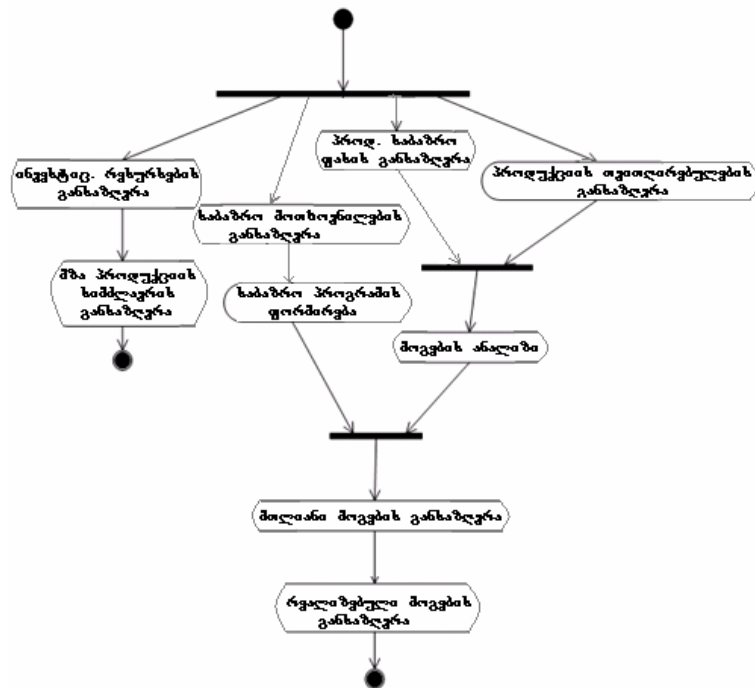 პროდ. საბაზრო
ფასის განსაზღვრა
ინვესტიც. რესურსების
განსაზღვრა
პროდუქციის თვითღირებულების
განსაზღვრა
საბაზრო მოთხოვნილების
განსაზღვრა
მზა პროდუქციის
სიმძლავრის
განსაზღვრა
საბაზრო პროგრამის
ფორმირება
მოგების ანალიზი
მთლიანი მოგების განსაზღვრა
რეალიზებული მოგების
განსაზღვრა